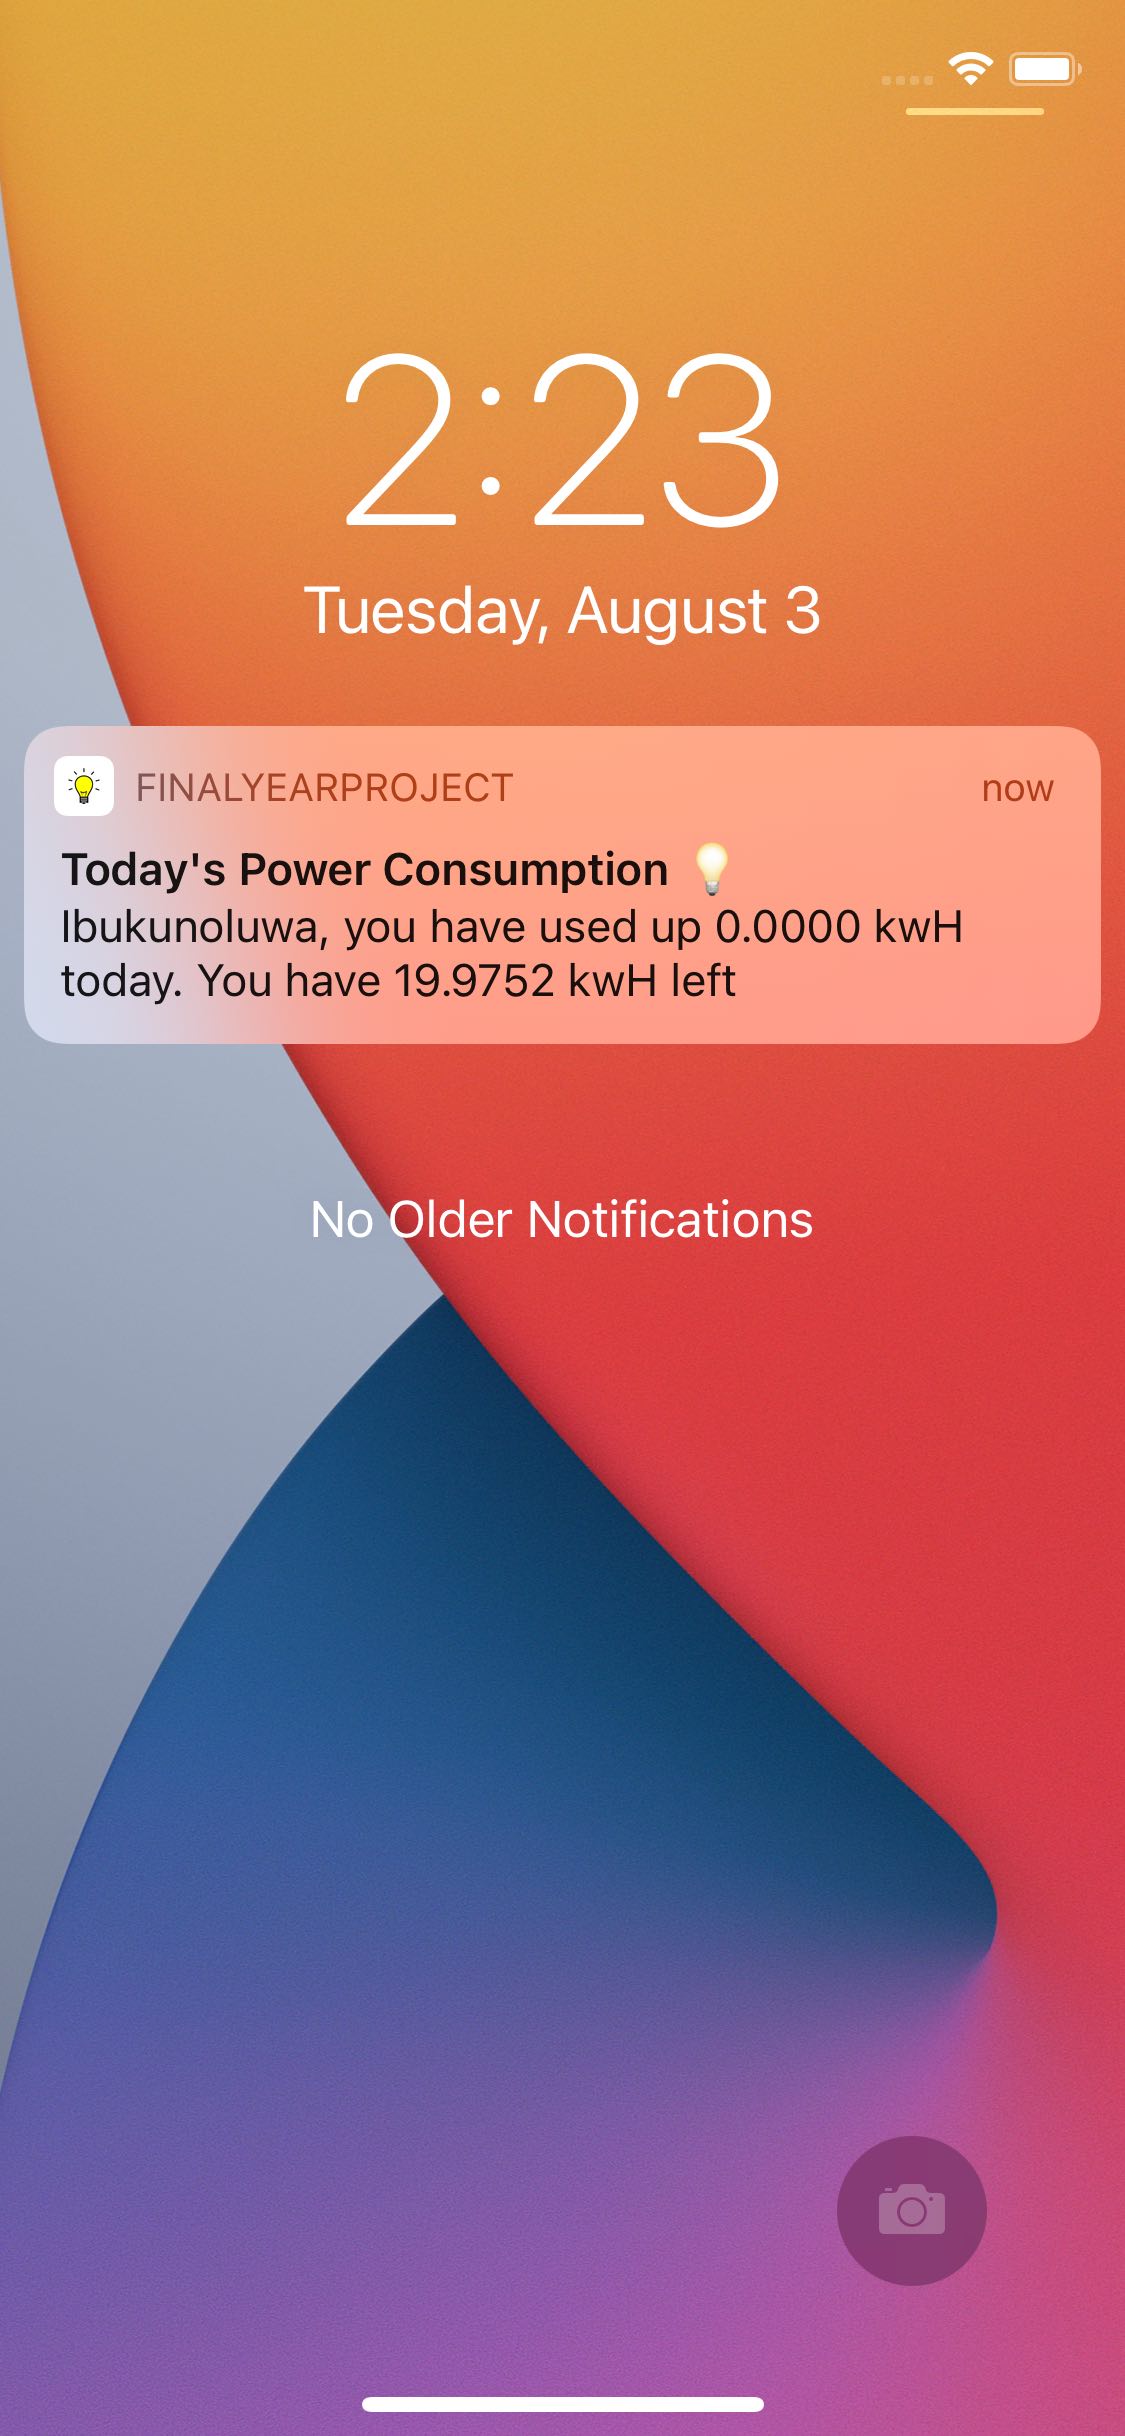 2:23
Tuesday, August 3
FINALYEARPROJECT now
Today's Power Consumption 💡
Ibukunoluwa, you have used up 0.0000 kwH
today. You have 19.9752 kwH left
No Older Notifications